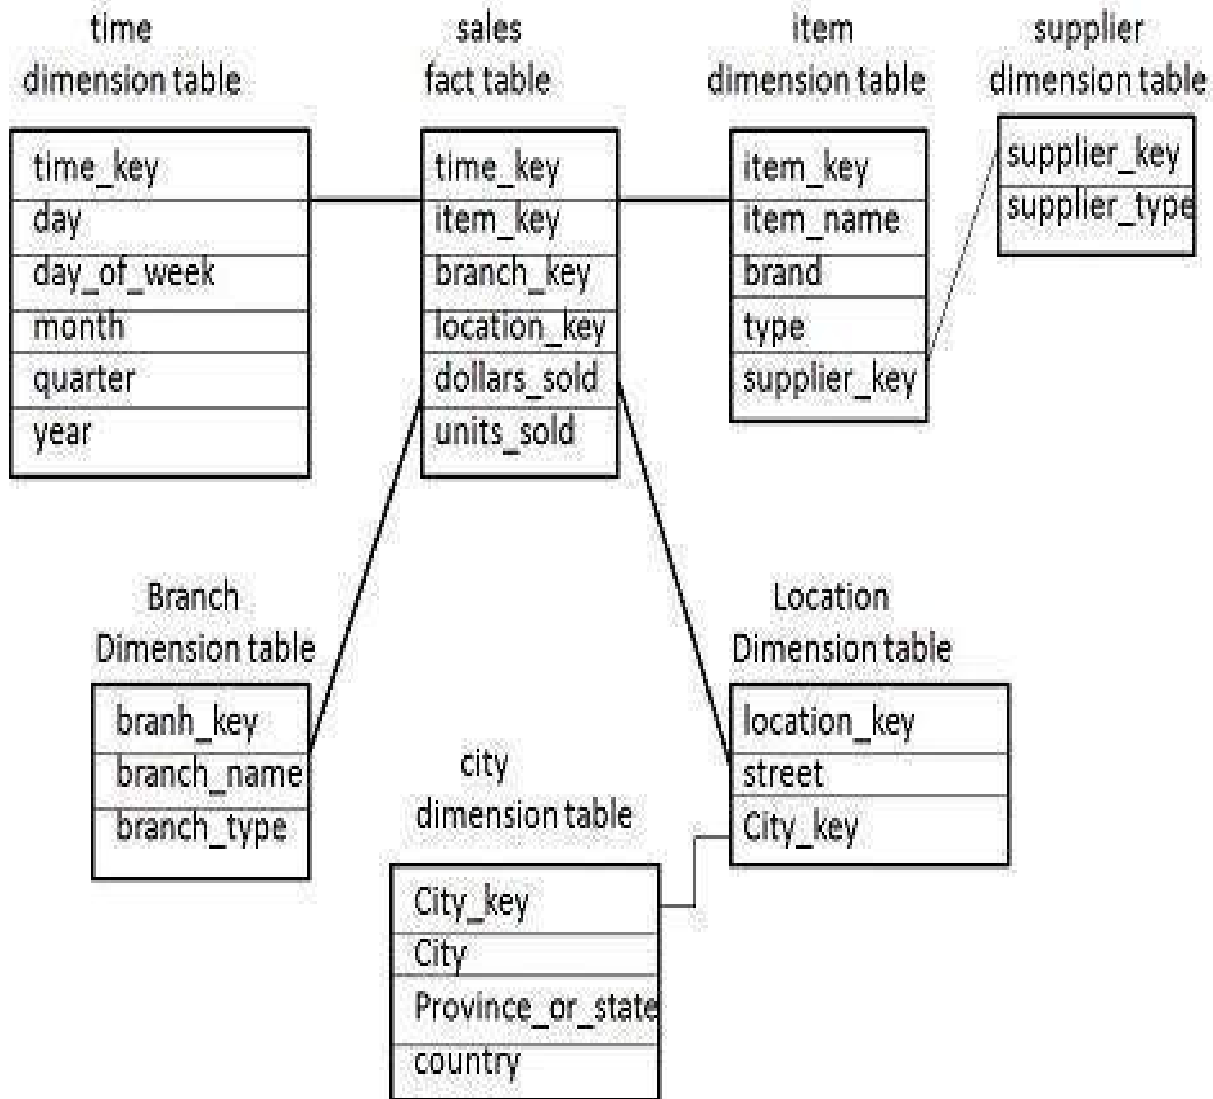 time
dimension table
time_key
day
day_of_week
month
quarter
year
sales
fact table
time_key
item_key
branch_key
location_key
dollars_sold
units_sold
item
dimension table
item_key
item_name
brand
type
supplier_key
supplier
dimension table
supplier_key
supplier_type
Branch
Dimension table
branh_key
branch_name
branch_type
city
dimension table
City_key
City
Province_or_state
country
Location
Dimension table
location_key
street
City_key